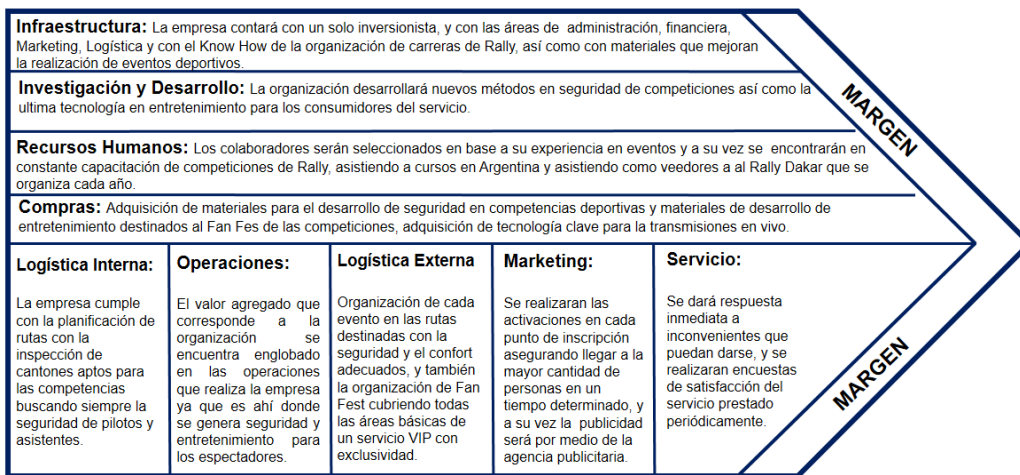 Infraestructura: La empresa contará con un solo inversionista, y con las áreas de administración, financiera,
Marketing, Logística y con el Know How de la organización de carreras de Rally, así como con materiales que mejoran
la realización de eventos deportivos.
Investigación y Desarrollo: La organización desarrollará nuevos métodos en seguridad de competiciones así como la
ultima tecnología en entretenimiento para los consumidores del servicio.
Recursos Humanos: Los colaboradores serán seleccionados en base a su experiencia en eventos y a su vez se encontrarán en
constante capacitación de competiciones de Rally, asistiendo a cursos en Argentina y asistiendo como veedores a al Rally Dakar que se
organiza cada año.
Compras: Adquisición de materiales para el desarrollo de seguridad en competencias deportivas y materiales de desarrollo de
entretenimiento destinados al Fan Fes de las competiciones, adquisición de tecnología clave para la transmisiones en vivo.
MARGEN
Logística Interna:
La empresa cumple
con la planificación de
rutas con la
inspección de
cantones aptos para
las competencias
buscando siempre la
seguridad de pilotos y
asistentes.
Operaciones:
El valor agregado que
corresponde a la
organización se
encuentra englobado
en las operaciones
que realiza la empresa
ya que es ahí donde
se genera seguridad y
entretenimiento para
los espectadores.
Logística Externa
Organización de cada
evento en las rutas
destinadas con la
seguridad y el confort
adecuados, y también
la organización de Fan
Fest cubriendo todas
las áreas básicas de
un servicio VIP con
exclusividad.
Marketing:
Se realizaran las
activaciones en cada
punto de inscripción
asegurando llegar a la
mayor cantidad de
personas en un
tiempo determinado, y
a su vez la publicidad
será por medio de la
agencia publicitaria.
Servicio:
Se dará respuesta
inmediata a
inconvenientes que
puedan darse, y se
realizaran encuestas
de satisfacción del
servicio prestado
periódicamente.
MARGEN